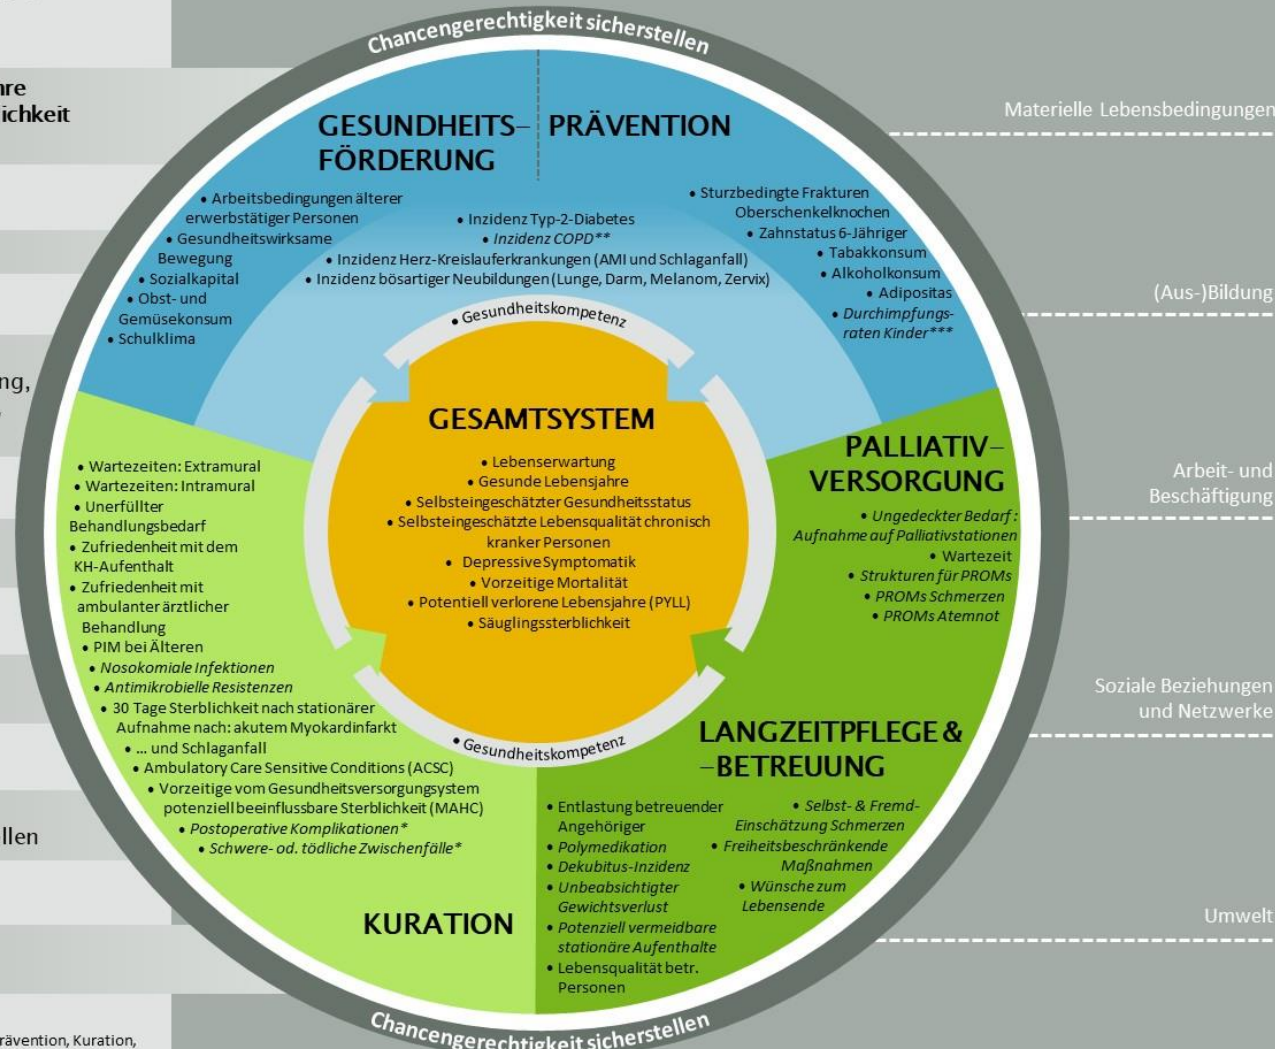 Chancengerechtigkeit sicherstellen
GESUNDHEITS–
FÖRDERUNG
PRÄVENTION
• Arbeitsbedingungen älterer
erwerbstätiger Personen
• Gesundheitswirksame
Bewegung
• Sozialkapital
• Obst- und
Gemüsekonsum
• Schulklima
• Inzidenz Typ-2-Diabetes
• Inzidenz COPD**
• Inzidenz Herz-Kreislauferkrankungen (AMI und Schlaganfall)
• Inzidenz bösartiger Neubildungen (Lunge, Darm, Melanom, Zervix)
• Sturzbedingte Frakturen
Oberschenkelknochen
• Zahnstatus 6-Jähriger
• Tabakkonsum
• Alkoholkonsum
• Adipositas
• Durchimpfungs-
raten Kinder***
• Gesundheitskompetenz
GESAMTSYSTEM
• Lebenserwartung
• Gesunde Lebensjahre
• Selbsteingeschätzter Gesundheitsstatus
• Selbsteingeschätzte Lebensqualität chronisch
kranker Personen
• Depressive Symptomatik
• Vorzeitige Mortalität
• Potentiell verlorene Lebensjahre (PYLL)
• Säuglingssterblichkeit
• Gesundheitskompetenz
• Wartezeiten: Extramural
• Wartezeiten: Intramural
• Unerfüllter
Behandlungsbedarf
• Zufriedenheit mit dem
KH-Aufenthalt
• Zufriedenheit mit
ambulanter ärztlicher
Behandlung
• PIM bei Älteren
• Nosokomiale Infektionen
• Antimikrobielle Resistenzen
• 30 Tage Sterblichkeit nach stationärer
Aufnahme nach: akutem Myokardinfarkt
• ... und Schlaganfall
• Ambulatory Care Sensitive Conditions (ACSC)
• Vorzeitige vom Gesundheitsversorgungsystem
potenziell beeinflussbare Sterblichkeit (MAHC)
• Postoperative Komplikationen*
• Schwere- od. tödliche Zwischenfälle*
KURATION
PALLIATIV–
VERSORGUNG
• Ungedeckter Bedarf:
Aufnahme auf Palliativstationen
• Wartezeit
• Strukturen für PROMs
• PROMs Schmerzen
• PROMs Atemnot
LANGZEITPFLEGE &
–BETREUUNG
• Entlastung betreuender
Angehöriger
• Polymedikation
• Dekubitus-Inzidenz
• Unbeabsichtigter
Gewichtsverlust
• Potenziell vermeidbare
stationäre Aufenthalte
• Lebensqualität betr.
Personen
• Selbst- & Fremd-
Einschätzung Schmerzen
• Freiheitsbeschränkende
Maßnahmen
• Wünsche zum
Lebensende
Chancengerechtigkeit sicherstellen
Materielle Lebensbedingungen
(Aus-)Bildung
Arbeit- und
Beschäftigung
Soziale Beziehungen
und Netzwerke
Umwelt
Kuration,